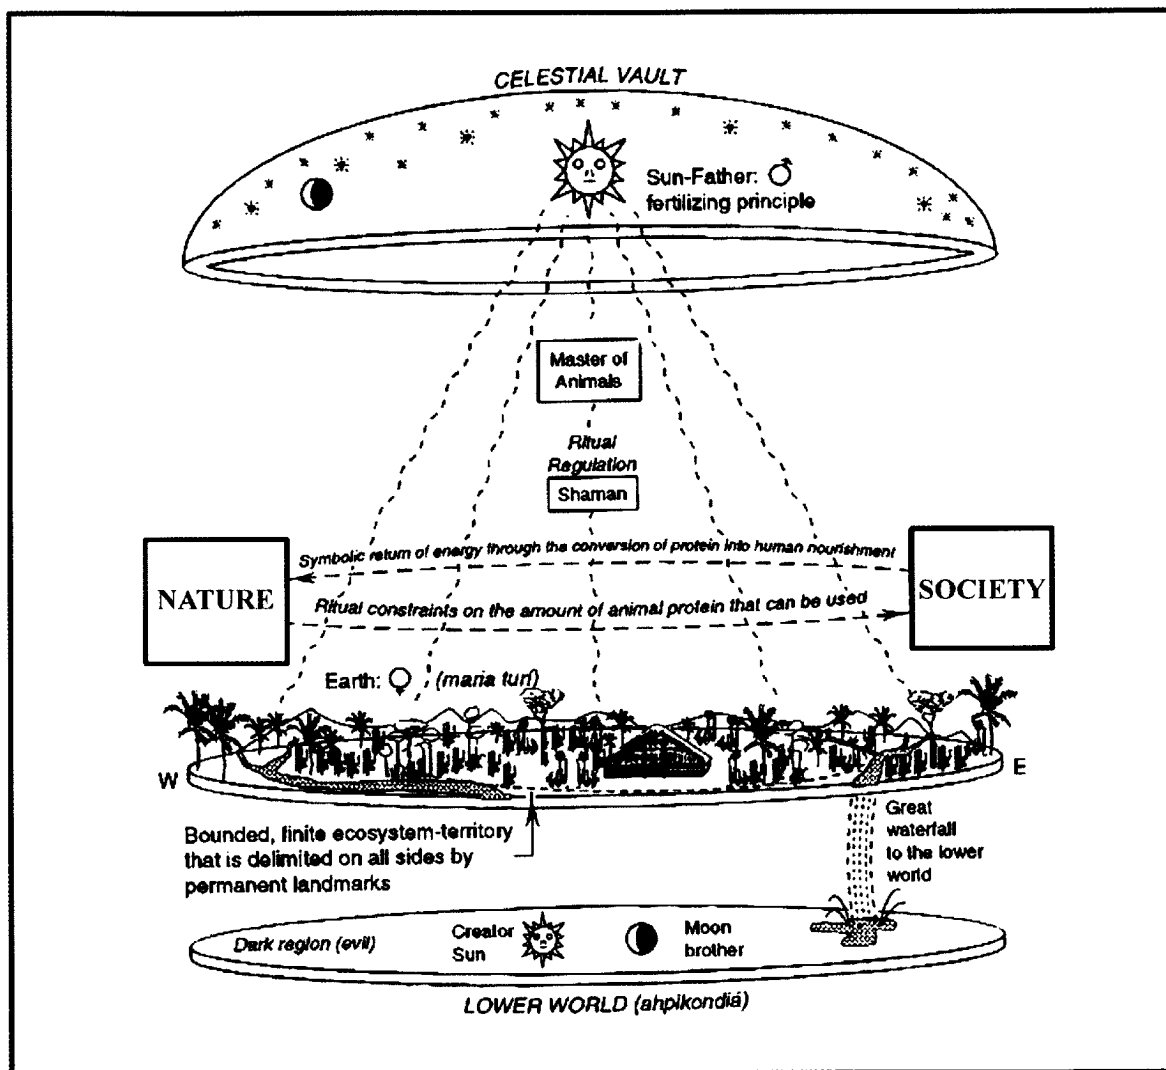 CELESTIAL VAULT
Sun-Father: ♂
fertilizing principle
Master of
Animals
Ritual
Regulation
Shaman
Symbolic return of energy through the conversion of protein into human nourishment
NATURE
SOCIETY
Ritual constraints on the amount of animal protein that can be used
Earth: ♀ (maria turí)
W
E
Bounded, finite ecosystem-territory
that is delimited on all sides by
permanent landmarks
Great
waterfall
to the lower
world
Dark region (evil)
Creator
Sun
Moon
brother
LOWER WORLD (ahpikondiá)